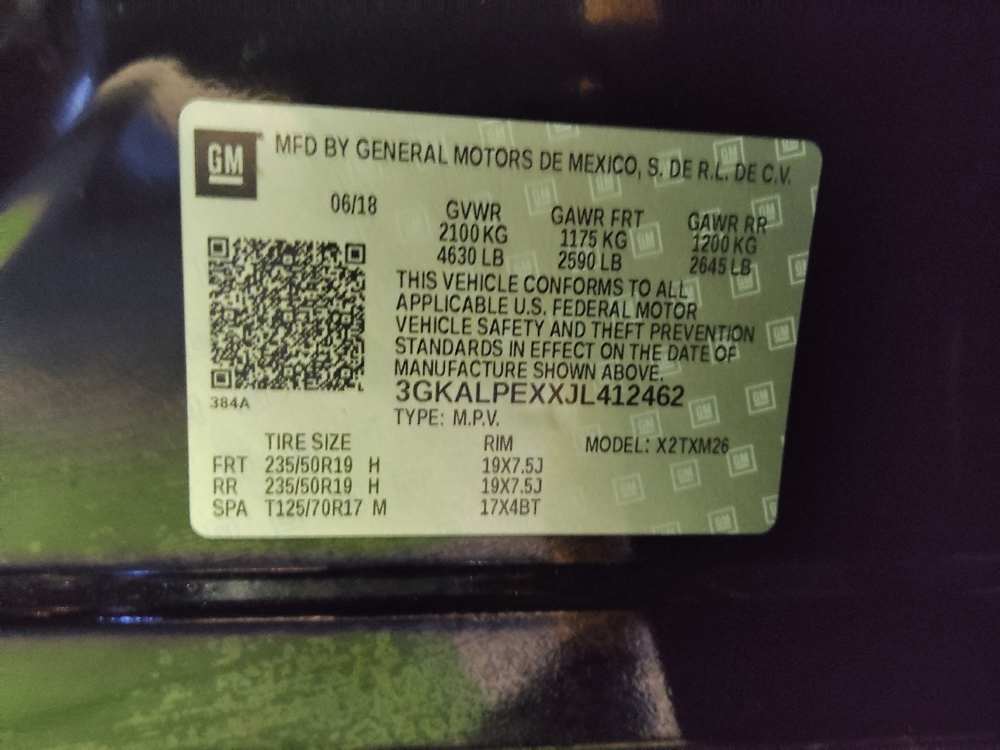 GM MFD BY GENERAL MOTORS DE MEXICO, S. DE R.L. DE C.V.
06/18 GVWR GAWR FRT GAWR RR
2100 KG 1175 KG 1200 KG
4630 LB 2590 LB 2645 LB
THIS VEHICLE CONFORMS TO ALL
APPLICABLE U.S. FEDERAL MOTOR
VEHICLE SAFETY AND THEFT PREVENTION
STANDARDS IN EFFECT ON THE DATE OF
MANUFACTURE SHOWN ABOVE.
384A
3GKALPEXXJL412462
TYPE: M.P.V.
TIRE SIZE RIM MODEL: X2TXM26
FRT 235/50R19 H 19X7.5J
RR 235/50R19 H 19X7.5J
SPA T125/70R17 M 17X4BT